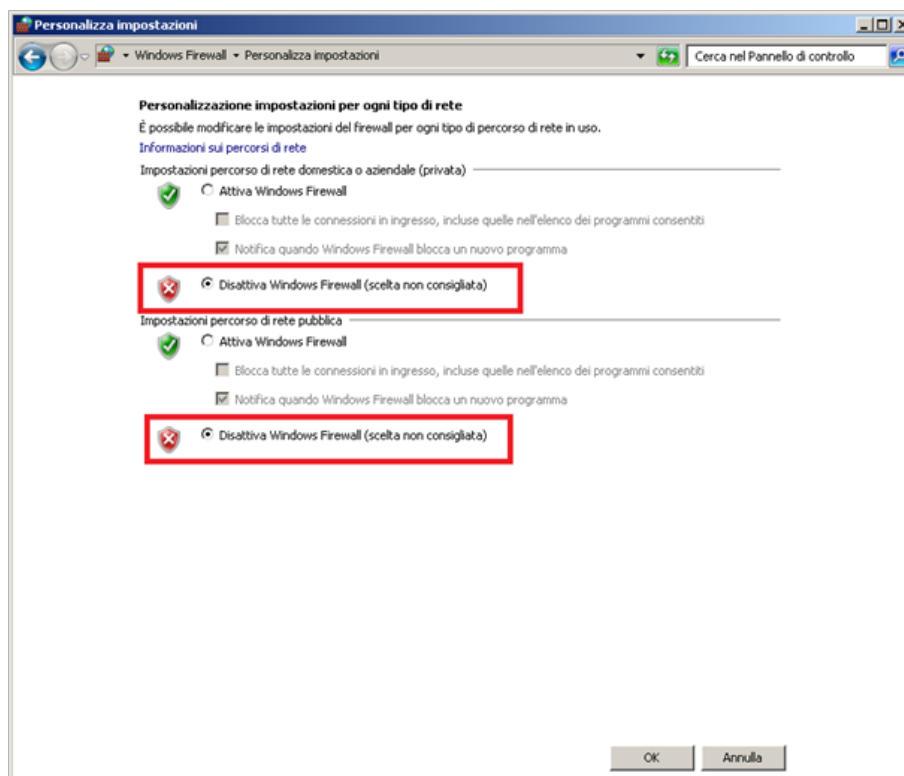 Personalizza impostazioni
Windows Firewall Personalizza impostazioni Cerca nel Pannello di controllo
Personalizzazione impostazioni per ogni tipo di rete
È possibile modificare le impostazioni del firewall per ogni tipo di percorso di rete in uso.
Informazioni sui percorsi di rete
Impostazioni percorso di rete domestica o aziendale (privata)
Attiva Windows Firewall
Blocca tutte le connessioni in ingresso, incluse quelle nell'elenco dei programmi consentiti
Notifica quando Windows Firewall blocca un nuovo programma
Disattiva Windows Firewall (scelta non consigliata)
Impostazioni percorso di rete pubblica
Attiva Windows Firewall
Blocca tutte le connessioni in ingresso, incluse quelle nell'elenco dei programmi consentiti
Notifica quando Windows Firewall blocca un nuovo programma
Disattiva Windows Firewall (scelta non consigliata)
OK Annulla